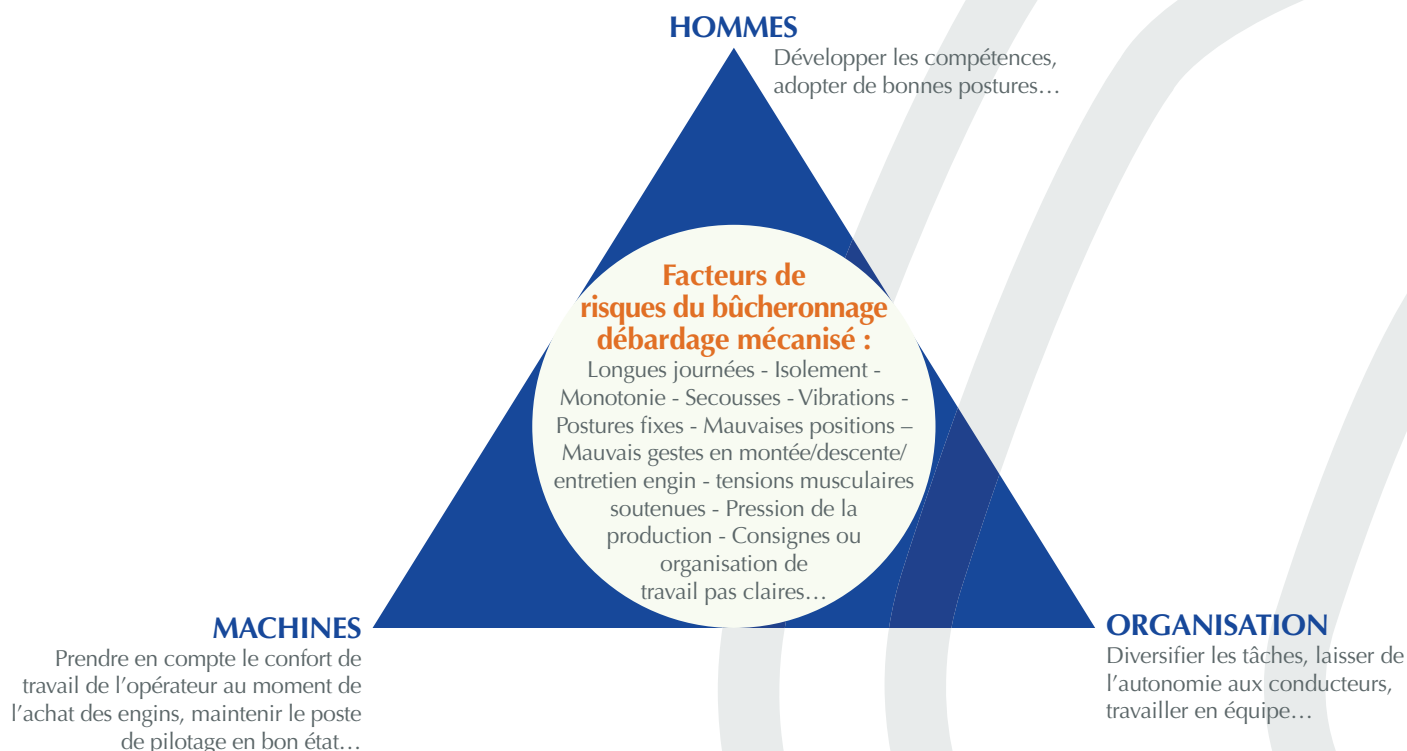 HOMMES
Développer les compétences,
adopter de bonnes postures…
Facteurs de
risques du bûcheronnage
débardage mécanisé :
Longues journées - Isolement -
Monotonie - Secousses - Vibrations -
Postures fixes - Mauvaises positions –
Mauvais gestes en montée/descente/
entretien engin - tensions musculaires
soutenues - Pression de la
production - Consignes ou
organisation de
travail pas claires…
MACHINES
Prendre en compte le confort de
travail de l’opérateur au moment de
l’achat des engins, maintenir le poste
de pilotage en bon état…
ORGANISATION
Diversifier les tâches, laisser de
l’autonomie aux conducteurs,
travailler en équipe…